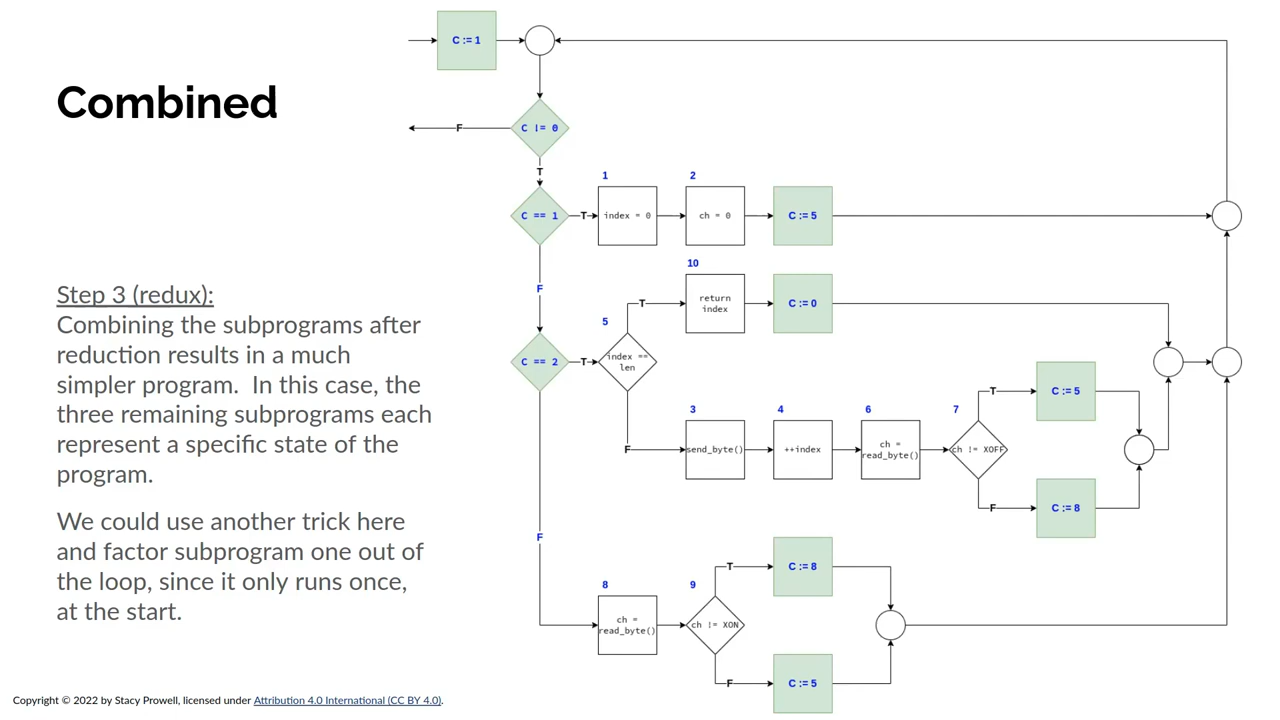 Combined
Step 3 (redux):
Combining the subprograms after
reduction results in a much
simpler program. In this case, the
three remaining subprograms each
represent a specific state of the
program.
We could use another trick here
and factor subprogram one out of
the loop, since it only runs once,
at the start.
C := 1
C != 0
F
T
C == 1
T
1
index = 0
2
ch = 0
C := 5
F
C == 2
T
5
index ==
len
T
10
return
index
C := 0
F
3
send_byte()
4
++index
6
ch =
read_byte()
7
ch != XOFF
T
C := 5
F
C := 8
F
8
ch =
read_byte()
9
ch != XON
T
C := 8
F
C := 5
Copyright © 2022 by Stacy Prowell, licensed under Attribution 4.0 International (CC BY 4.0).